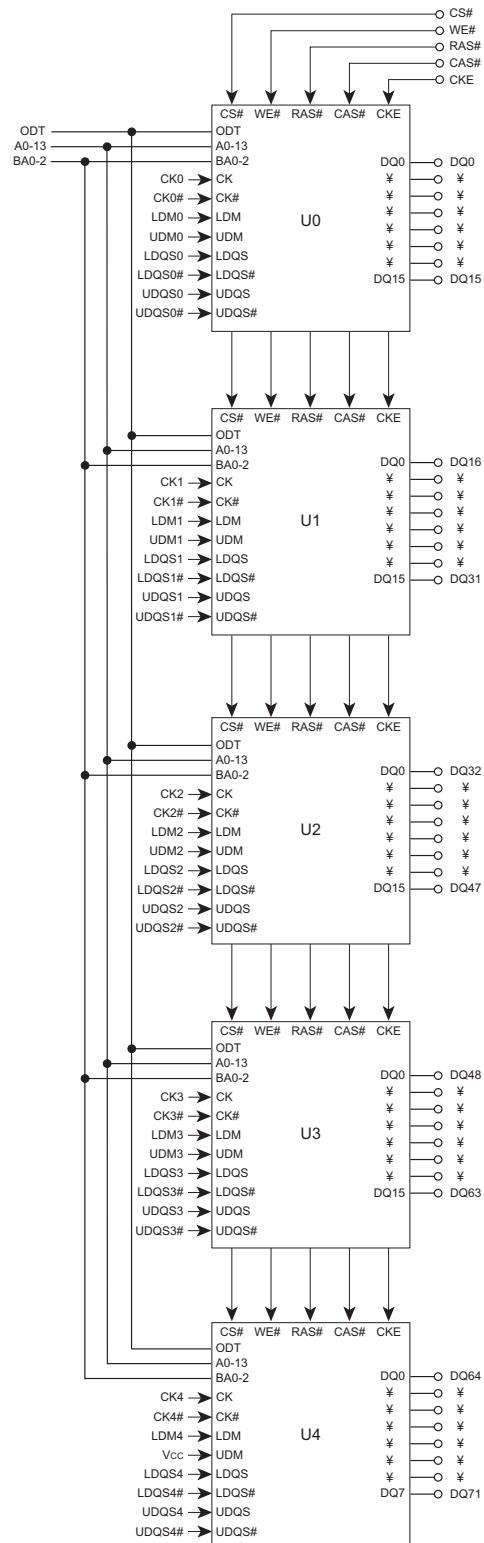 CS#
WE#
RAS#
CAS#
CKE
CS# WE# RAS# CAS# CKE
ODT ODT
A0-13 A0-13
BA0-2 BA0-2 DQ0 DQ0
CK0 CK ¥ ¥
CK0# CK# ¥ ¥
LDM0 LDM ¥ ¥
UDM0 UDM U0 ¥ ¥
LDQS0 LDQS ¥ ¥
LDQS0# LDQS# ¥ ¥
UDQS0 UDQS DQ15 DQ15
UDQS0# UDQS#
CS# WE# RAS# CAS# CKE
ODT
A0-13
BA0-2 DQ0 DQ16
CK1 CK ¥ ¥
CK1# CK# ¥ ¥
LDM1 LDM ¥ ¥
UDM1 UDM U1 ¥ ¥
LDQS1 LDQS ¥ ¥
LDQS1# LDQS# ¥ ¥
UDQS1 UDQS DQ15 DQ31
UDQS1# UDQS#
CS# WE# RAS# CAS# CKE
ODT
A0-13
BA0-2 DQ0 DQ32
CK2 CK ¥ ¥
CK2# CK# ¥ ¥
LDM2 LDM ¥ ¥
UDM2 UDM U2 ¥ ¥
LDQS2 LDQS ¥ ¥
LDQS2# LDQS# ¥ ¥
UDQS2 UDQS DQ15 DQ47
UDQS2# UDQS#
CS# WE# RAS# CAS# CKE
ODT
A0-13
BA0-2 DQ0 DQ48
CK3 CK ¥ ¥
CK3# CK# ¥ ¥
LDM3 LDM ¥ ¥
UDM3 UDM U3 ¥ ¥
LDQS3 LDQS ¥ ¥
LDQS3# LDQS# ¥ ¥
UDQS3 UDQS DQ15 DQ63
UDQS3# UDQS#
CS# WE# RAS# CAS# CKE
ODT
A0-13
BA0-2 DQ0 DQ64
CK4 CK ¥ ¥
CK4# CK# ¥ ¥
LDM4 LDM ¥ ¥
Vcc UDM U4 ¥ ¥
LDQS4 LDQS ¥ ¥
LDQS4# LDQS# ¥ ¥
UDQS4 UDQS DQ7 DQ71
UDQS4# UDQS#